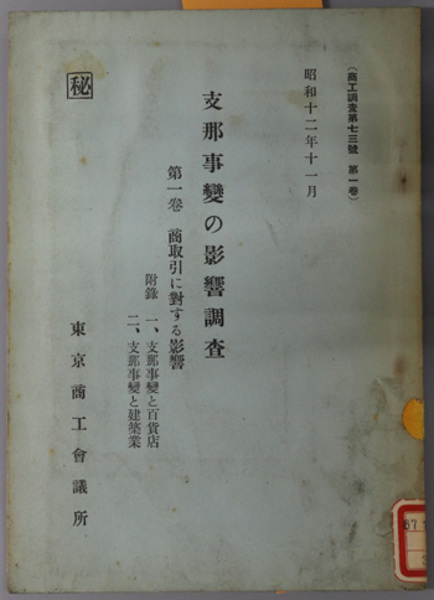 (商工調査第七三號 第一卷)
昭和十二年十一月
秘
支那事變の影響調査
第一卷 商取引に對する影響
附錄 一、支那事變と百貨店
二、支那事變と建築業
東京商工會議所
67